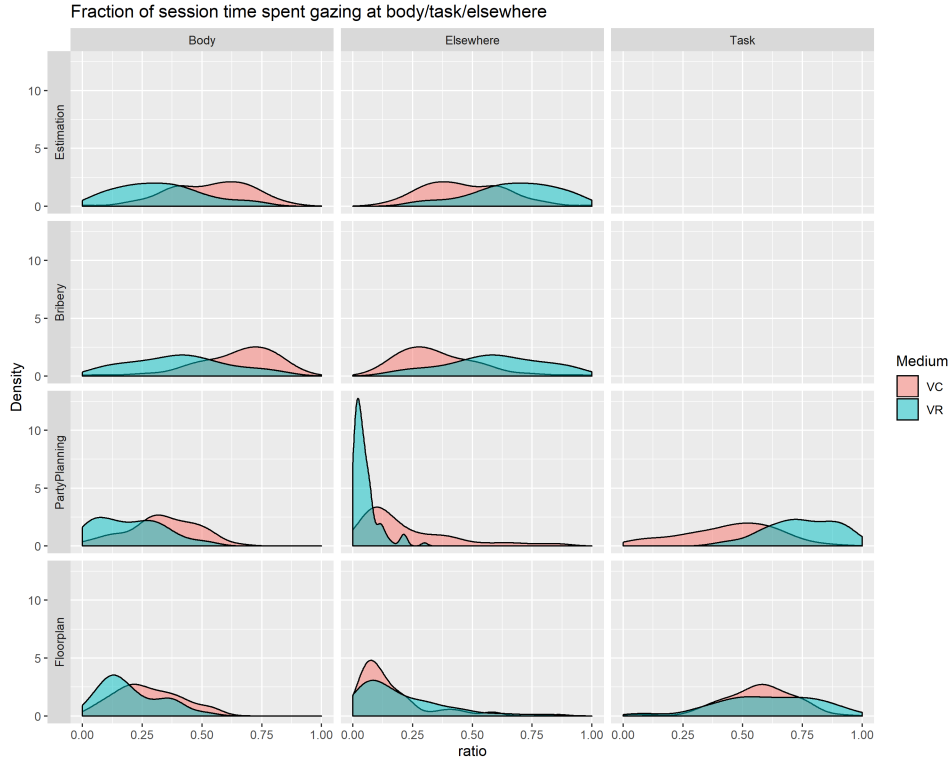 Fraction of session time spent gazing at body/task/elsewhere
Body Elsewhere Task
Estimation
10
5
0
Bribery
10
5
0
PartyPlanning
10
5
0
Floorplan
10
5
0
Density
0.00 0.25 0.50 0.75 1.00 0.00 0.25 0.50 0.75 1.00 0.00 0.25 0.50 0.75 1.00
ratio
Medium
VC
VR